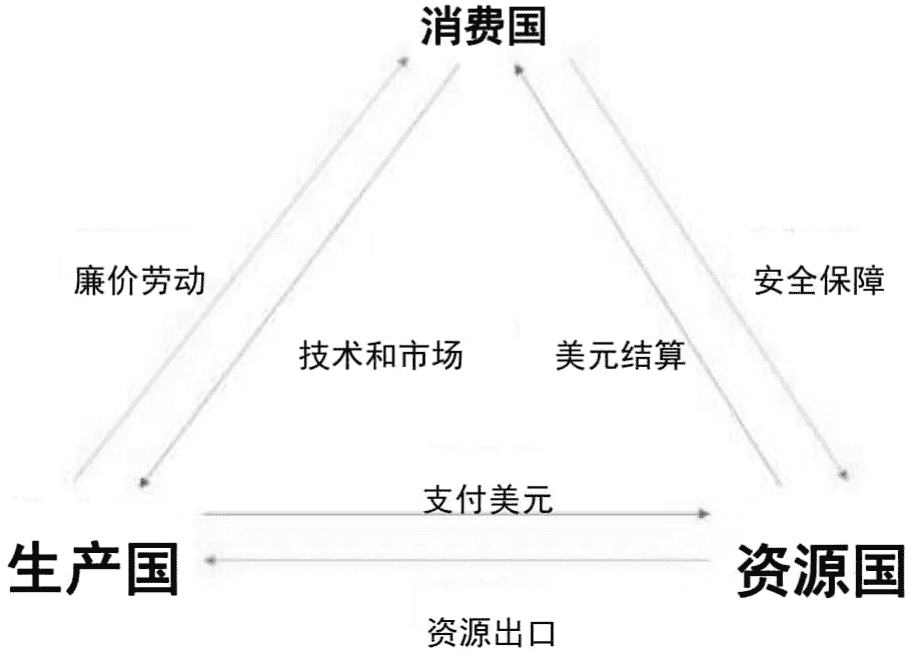 消费国
廉价劳动
安全保障
技术和市场
美元结算
支付美元
生产国
资源国
资源出口